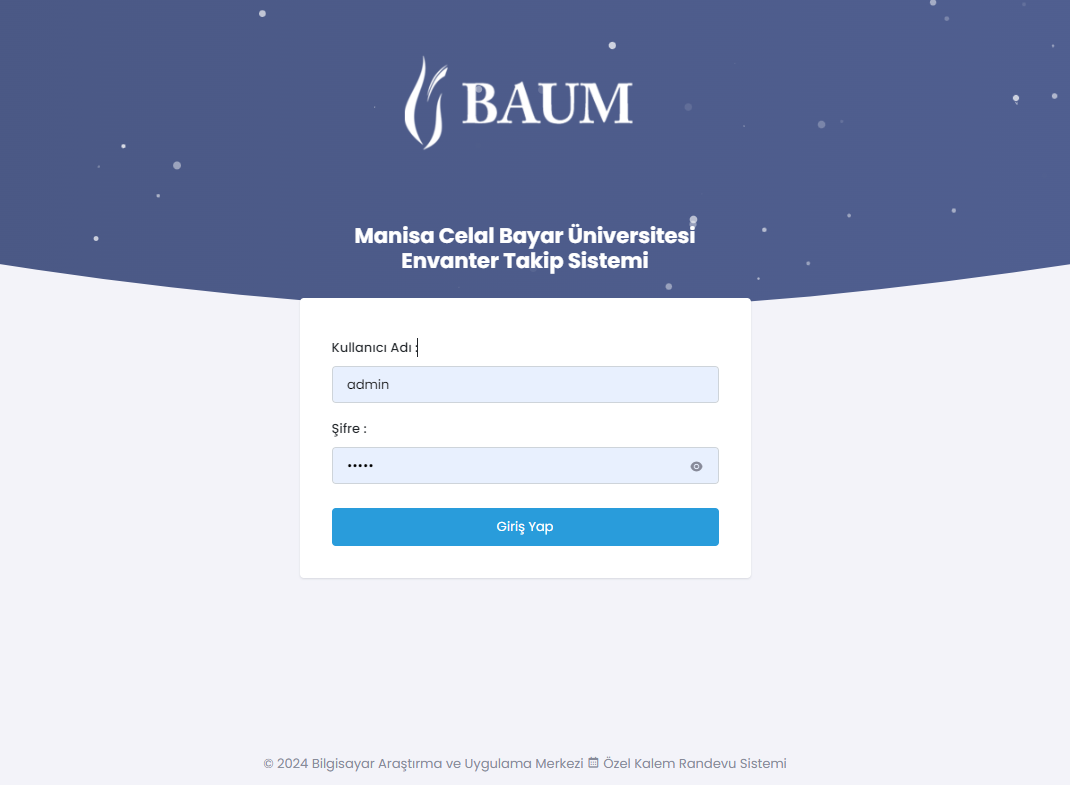 BAUM
Manisa Celal Bayar Üniversitesi
Envanter Takip Sistemi
Kullanıcı Adı :
admin
Şifre :
•••••
Giriş Yap
© 2024 Bilgisayar Araştırma ve Uygulama Merkezi Özel Kalem Randevu Sistemi